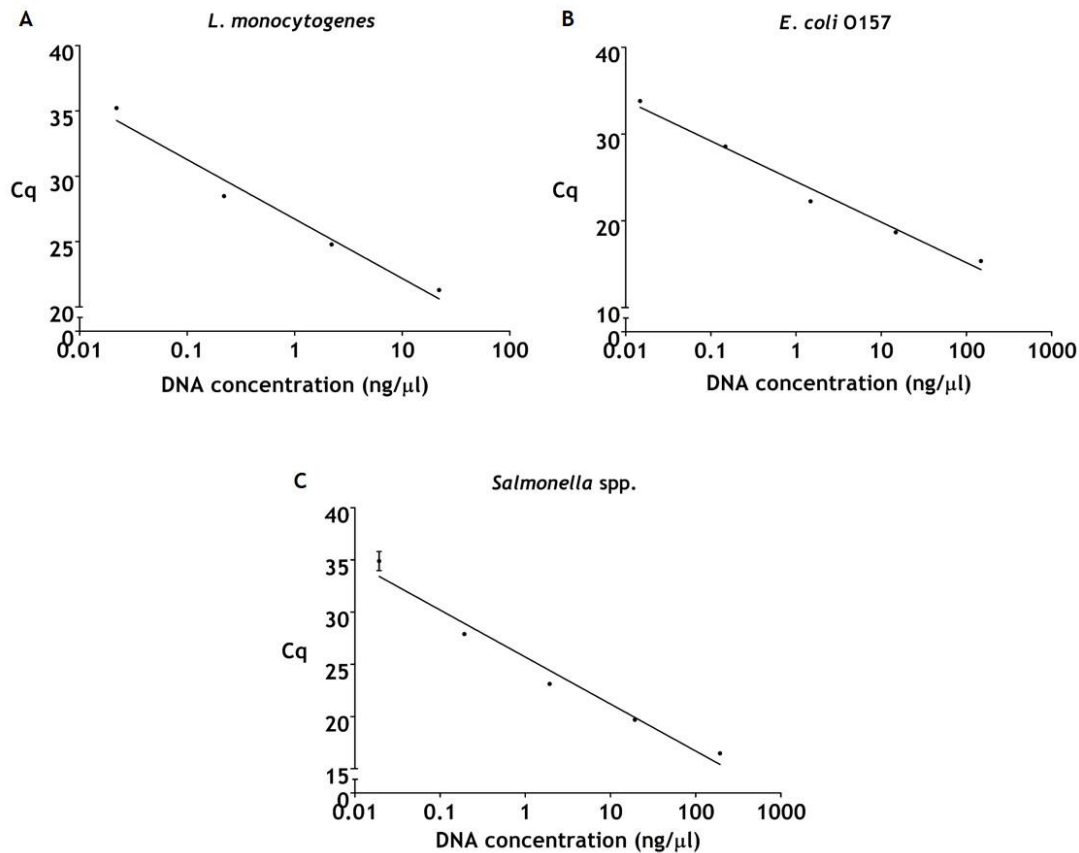 A
L. monocytogenes
40
35
30
Cq
25
20
0
0.01 0.1 1 10 100
DNA concentration (ng/μl)
B
E. coli O157
40
30
Cq
20
10
0
0.01 0.1 1 10 100 1000
DNA concentration (ng/μl)
C
Salmonella spp.
40
35
30
Cq
25
20
15
0
0.01 0.1 1 10 100 1000
DNA concentration (ng/μl)